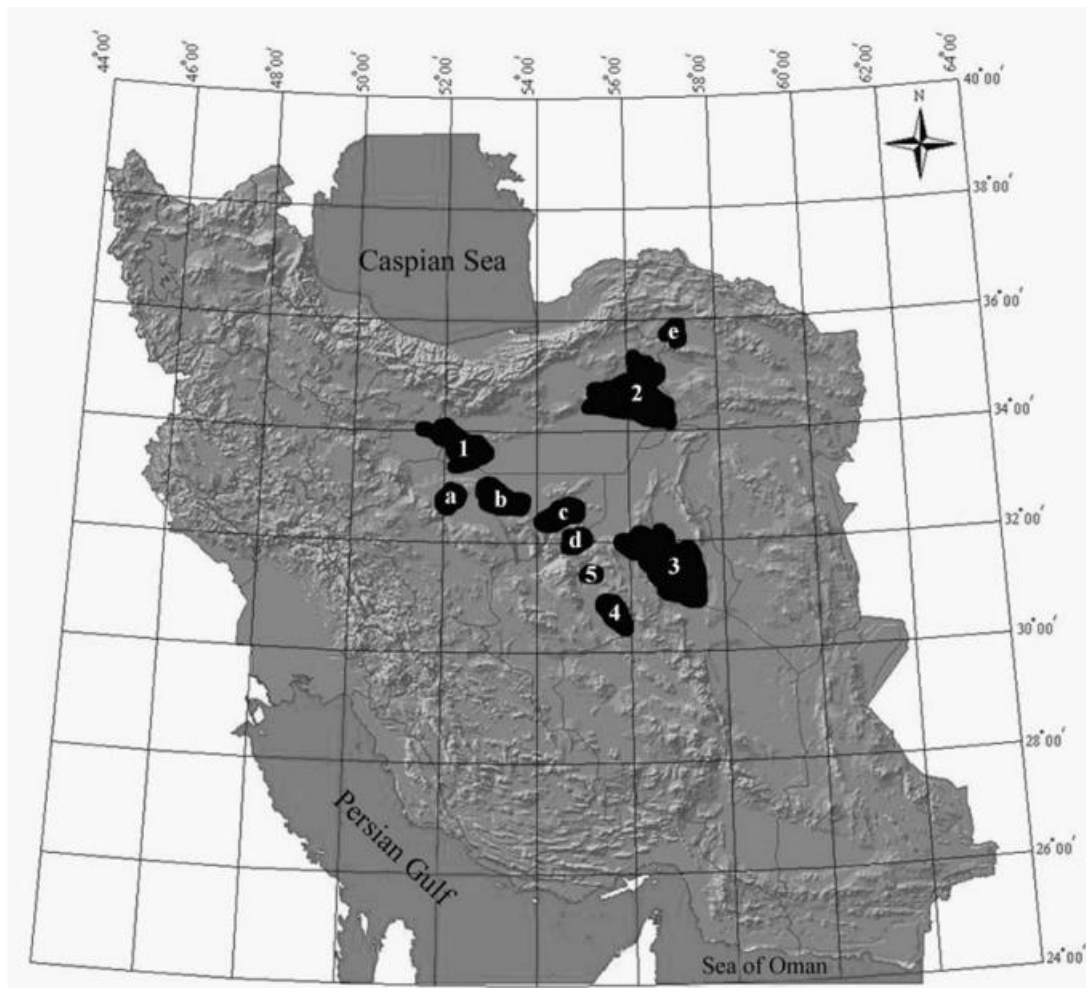 44°00′ 46°00′ 48°00′ 50°00′ 52°00′ 54°00′ 56°00′ 58°00′ 60°00′ 62°00′ 64°00′
40°00′
N
38°00′
Caspian Sea
36°00′
e
2
34°00′
1
a
b
c
32°00′
d
3
5
4
30°00′
28°00′
Persian Gulf
26°00′
Sea of Oman
24°00′